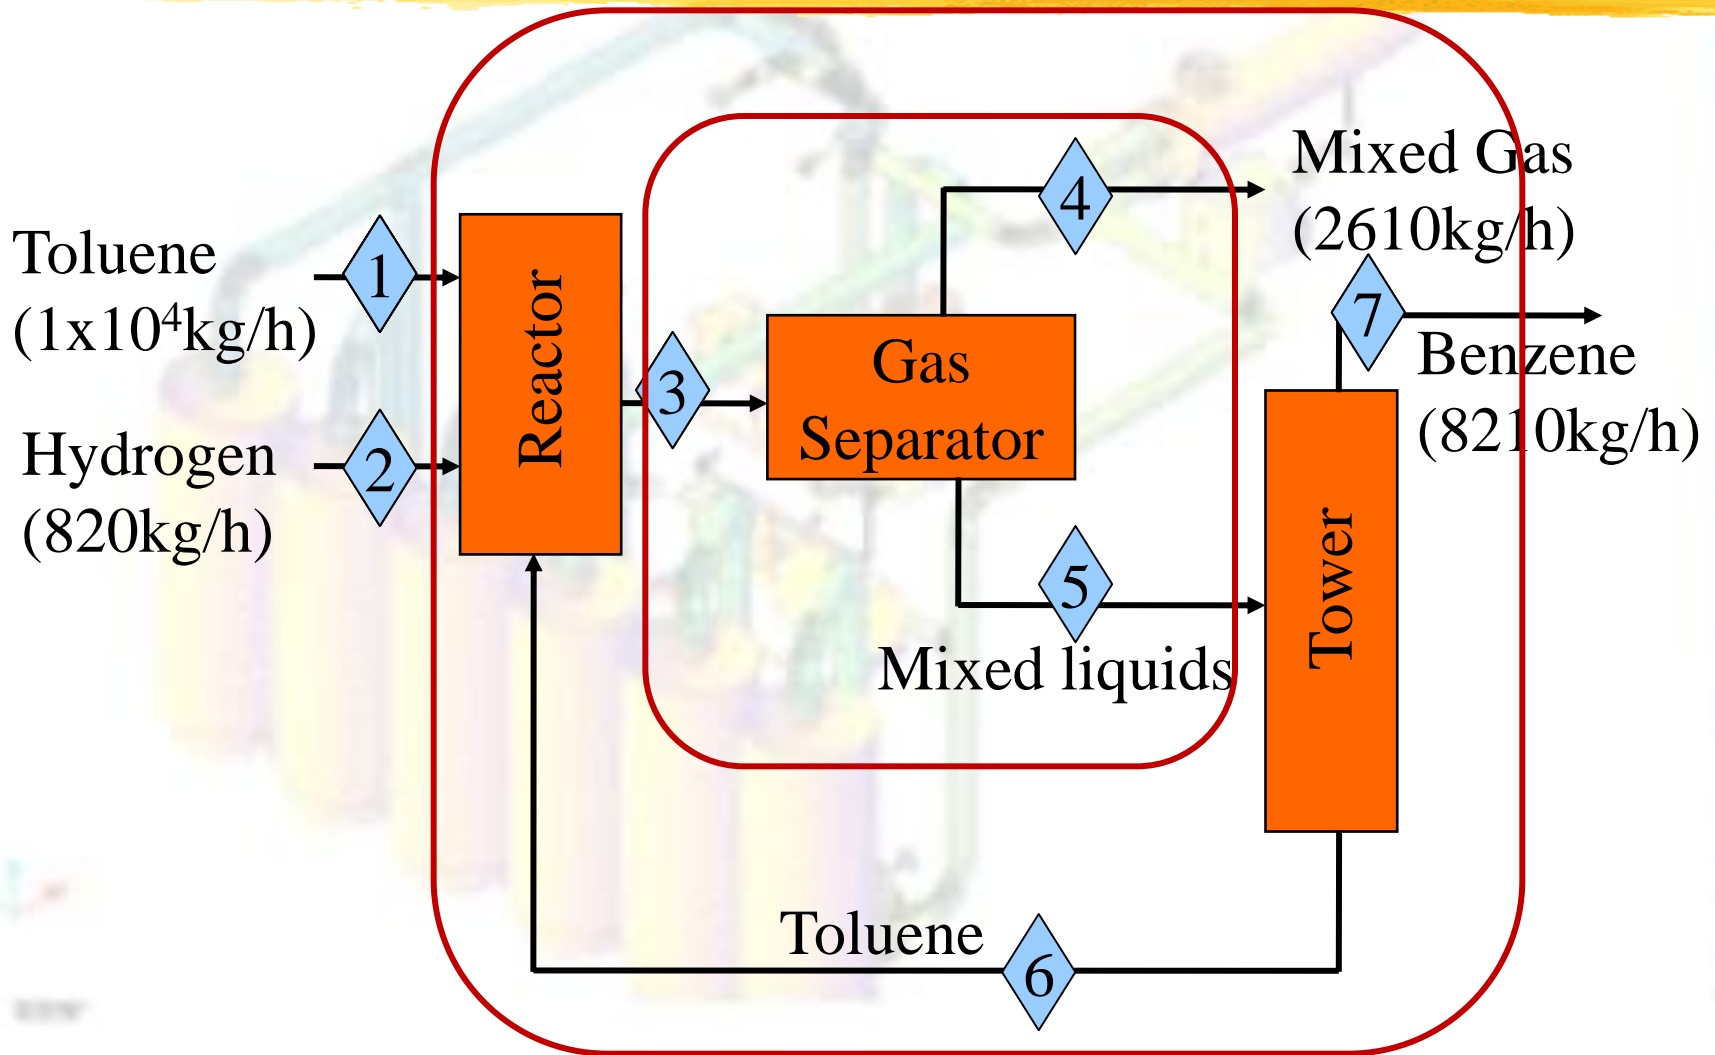 Toluene
(1x10⁴kg/h)
1
Hydrogen
(820kg/h)
2
Reactor
3
Gas
Separator
4
Mixed Gas
(2610kg/h)
5
Mixed liquids
Tower
7
Benzene
(8210kg/h)
Toluene
6